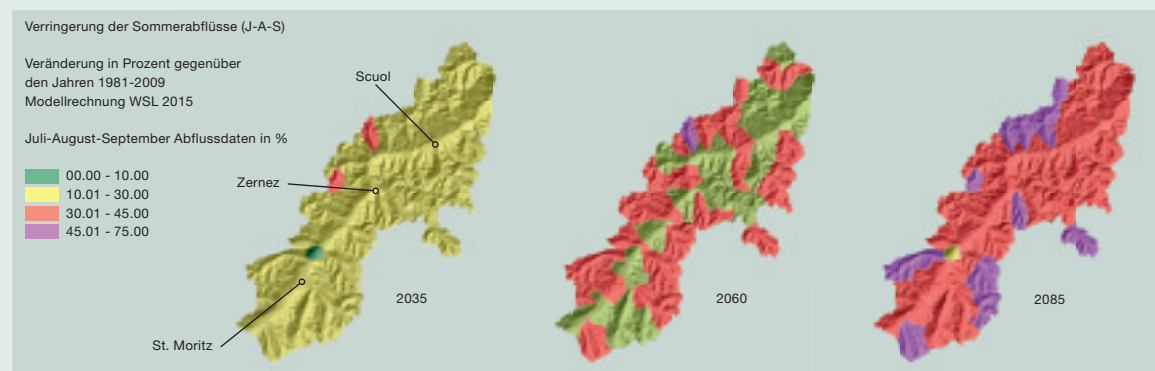 Verringerung der Sommerabflüsse (J-A-S)
Veränderung in Prozent gegenüber
den Jahren 1981-2009
Modellrechnung WSL 2015
Juli-August-September Abflussdaten in %
00.00 - 10.00
10.01 - 30.00
30.01 - 45.00
45.01 - 75.00
Scuol
Zernez
St. Moritz
2035
2060
2085